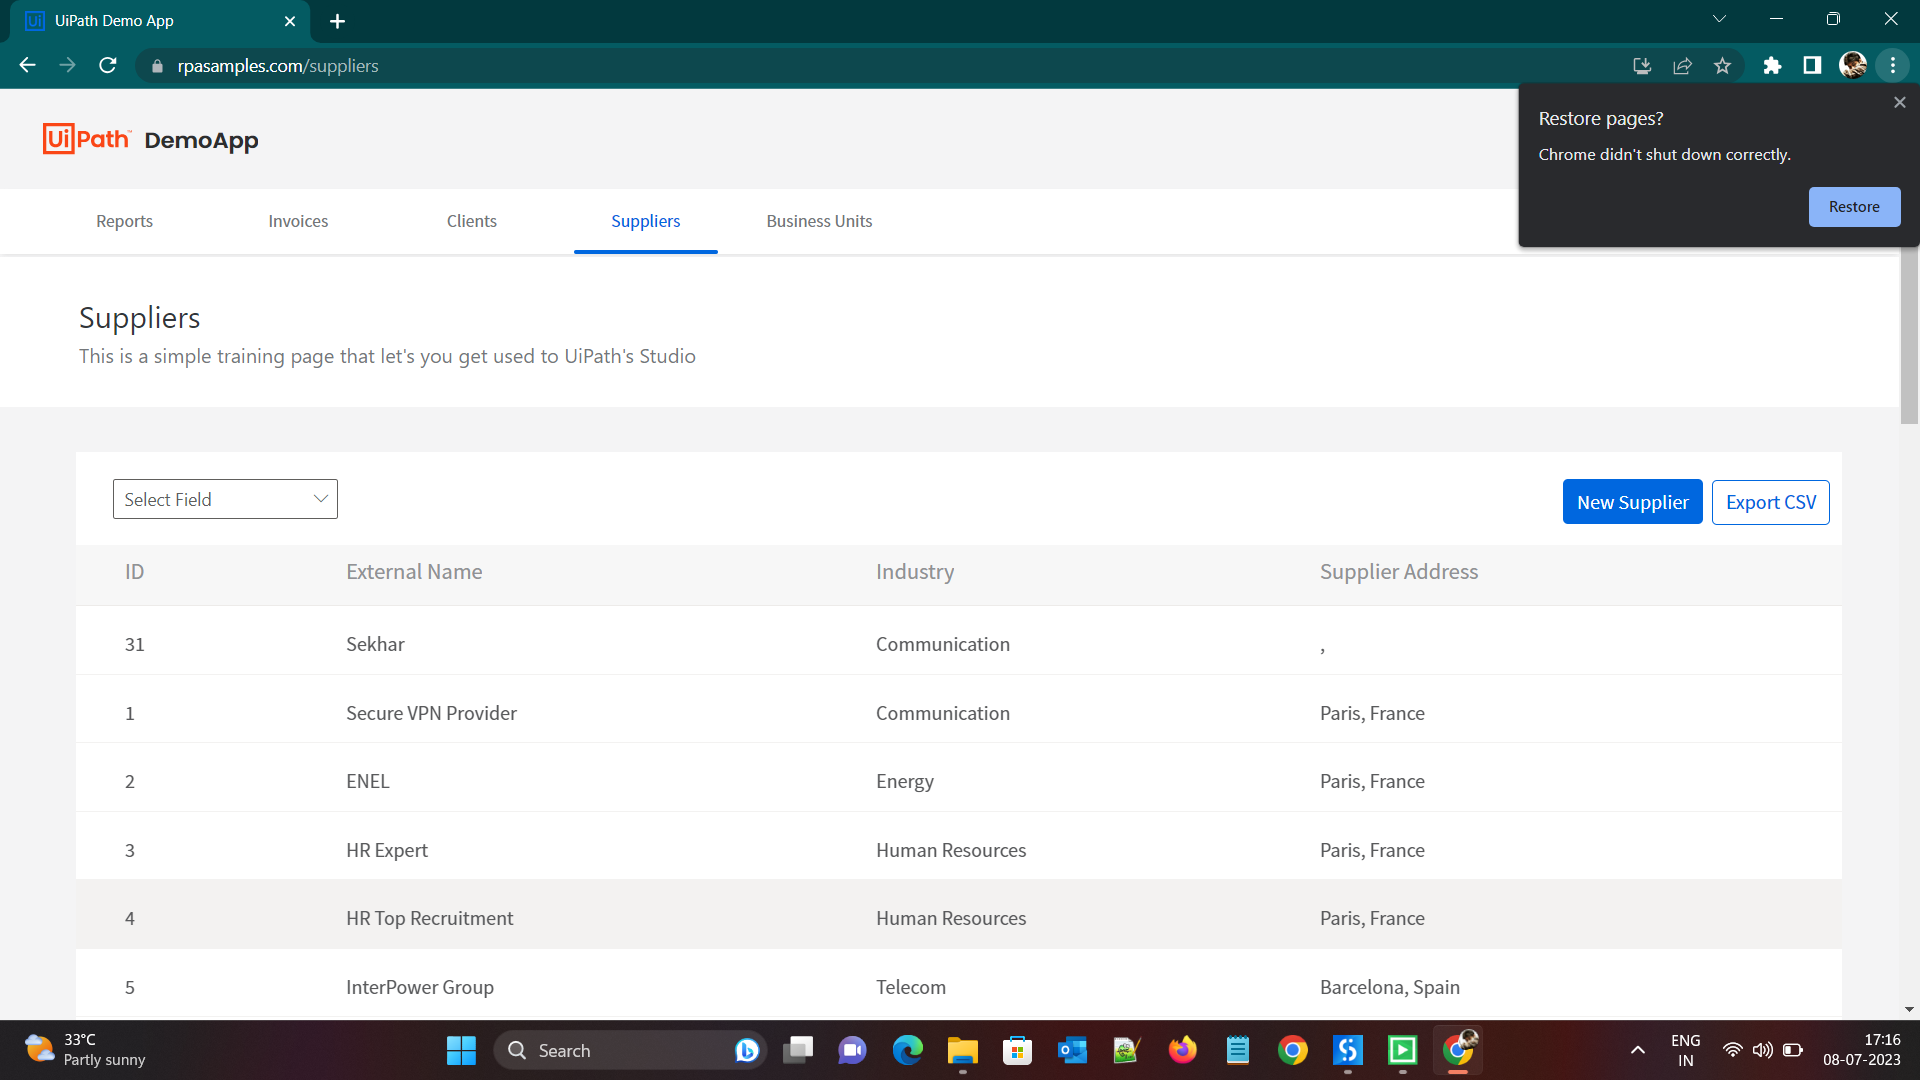 UiPath Demo App
rpasamples.com/suppliers
Restore pages?
Chrome didn't shut down correctly.
Restore
UiPath™ DemoApp
Reports Invoices Clients Suppliers Business Units
Suppliers
This is a simple training page that let's you get used to UiPath's Studio
Select Field
New Supplier Export CSV
ID External Name Industry Supplier Address
31 Sekhar Communication ,
1 Secure VPN Provider Communication Paris, France
2 ENEL Energy Paris, France
3 HR Expert Human Resources Paris, France
4 HR Top Recruitment Human Resources Paris, France
5 InterPower Group Telecom Barcelona, Spain
33°C
Partly sunny
Search
ENG
IN
17:16
08-07-2023